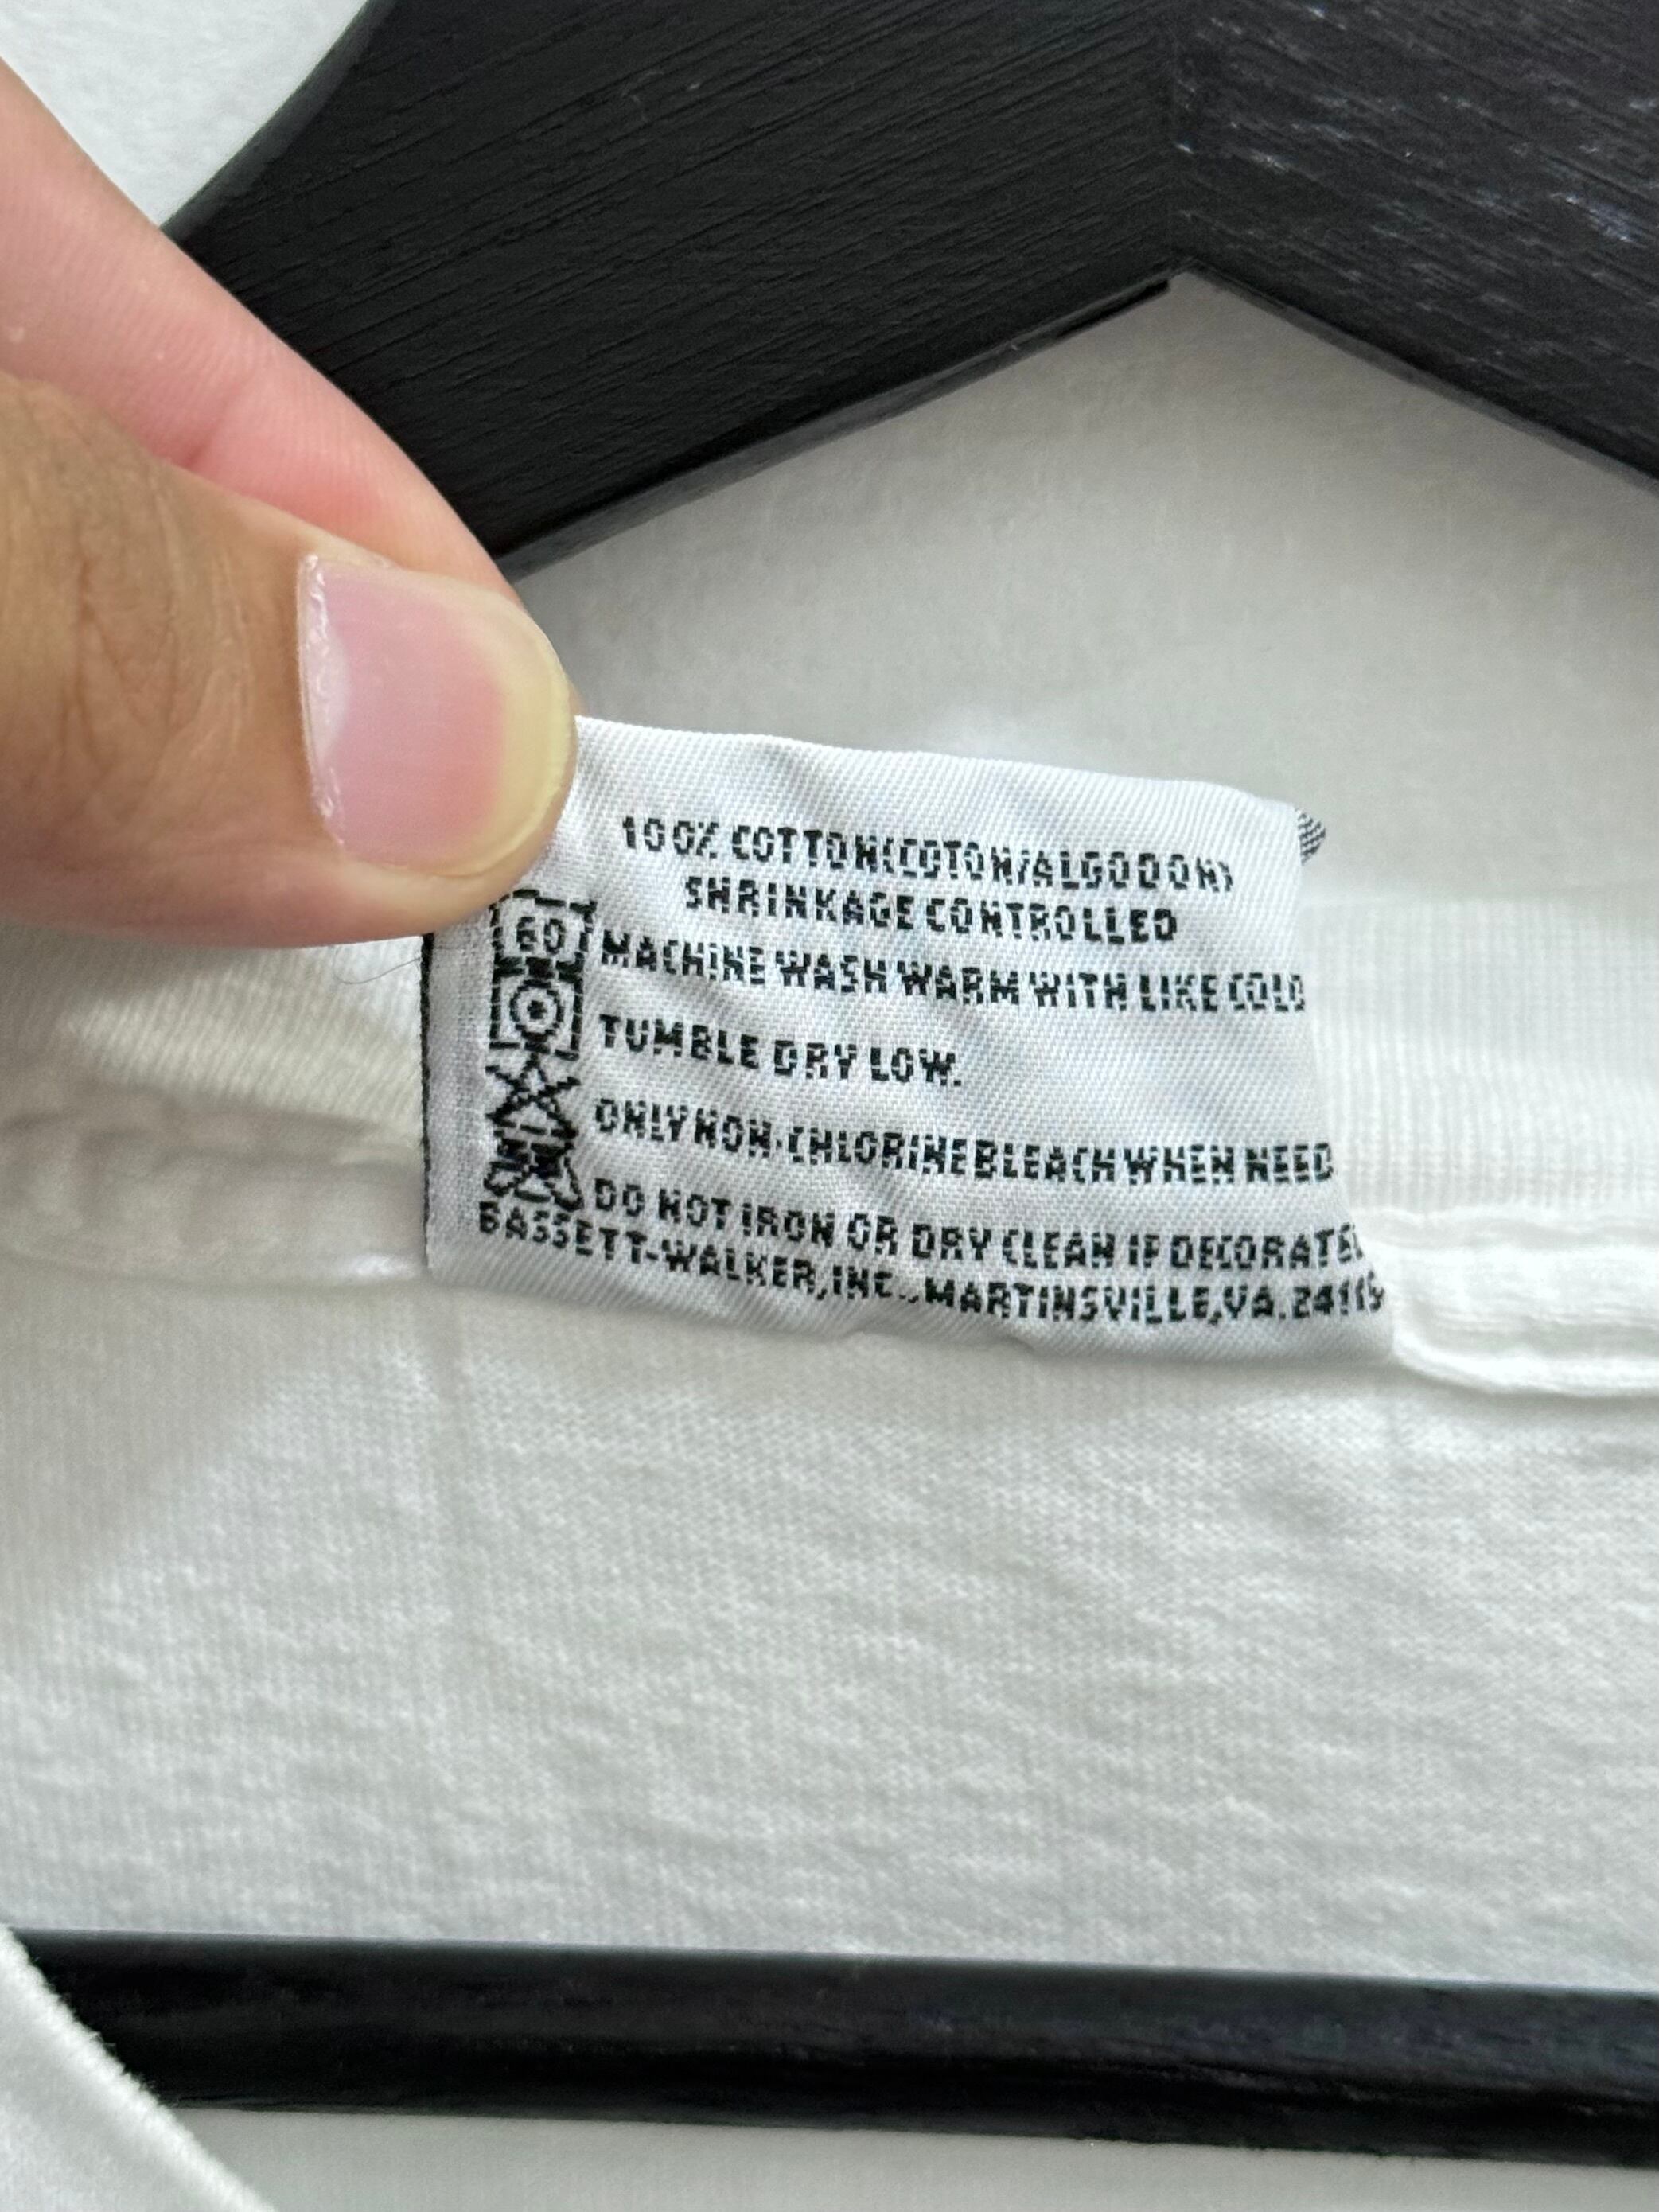 100% COTTON(COTON/ALGODON)
SHRINKAGE CONTROLLED
60 MACHINE WASH WARM WITH LIKE COLO
TUMBLE DRY LOW.
ONLY NON-CHLORINE BLEACH WHEN NEED
DO NOT IRON OR DRY CLEAN IF DECORATE
BASSETT-WALKER,INC.,MARTINSVILLE,VA.